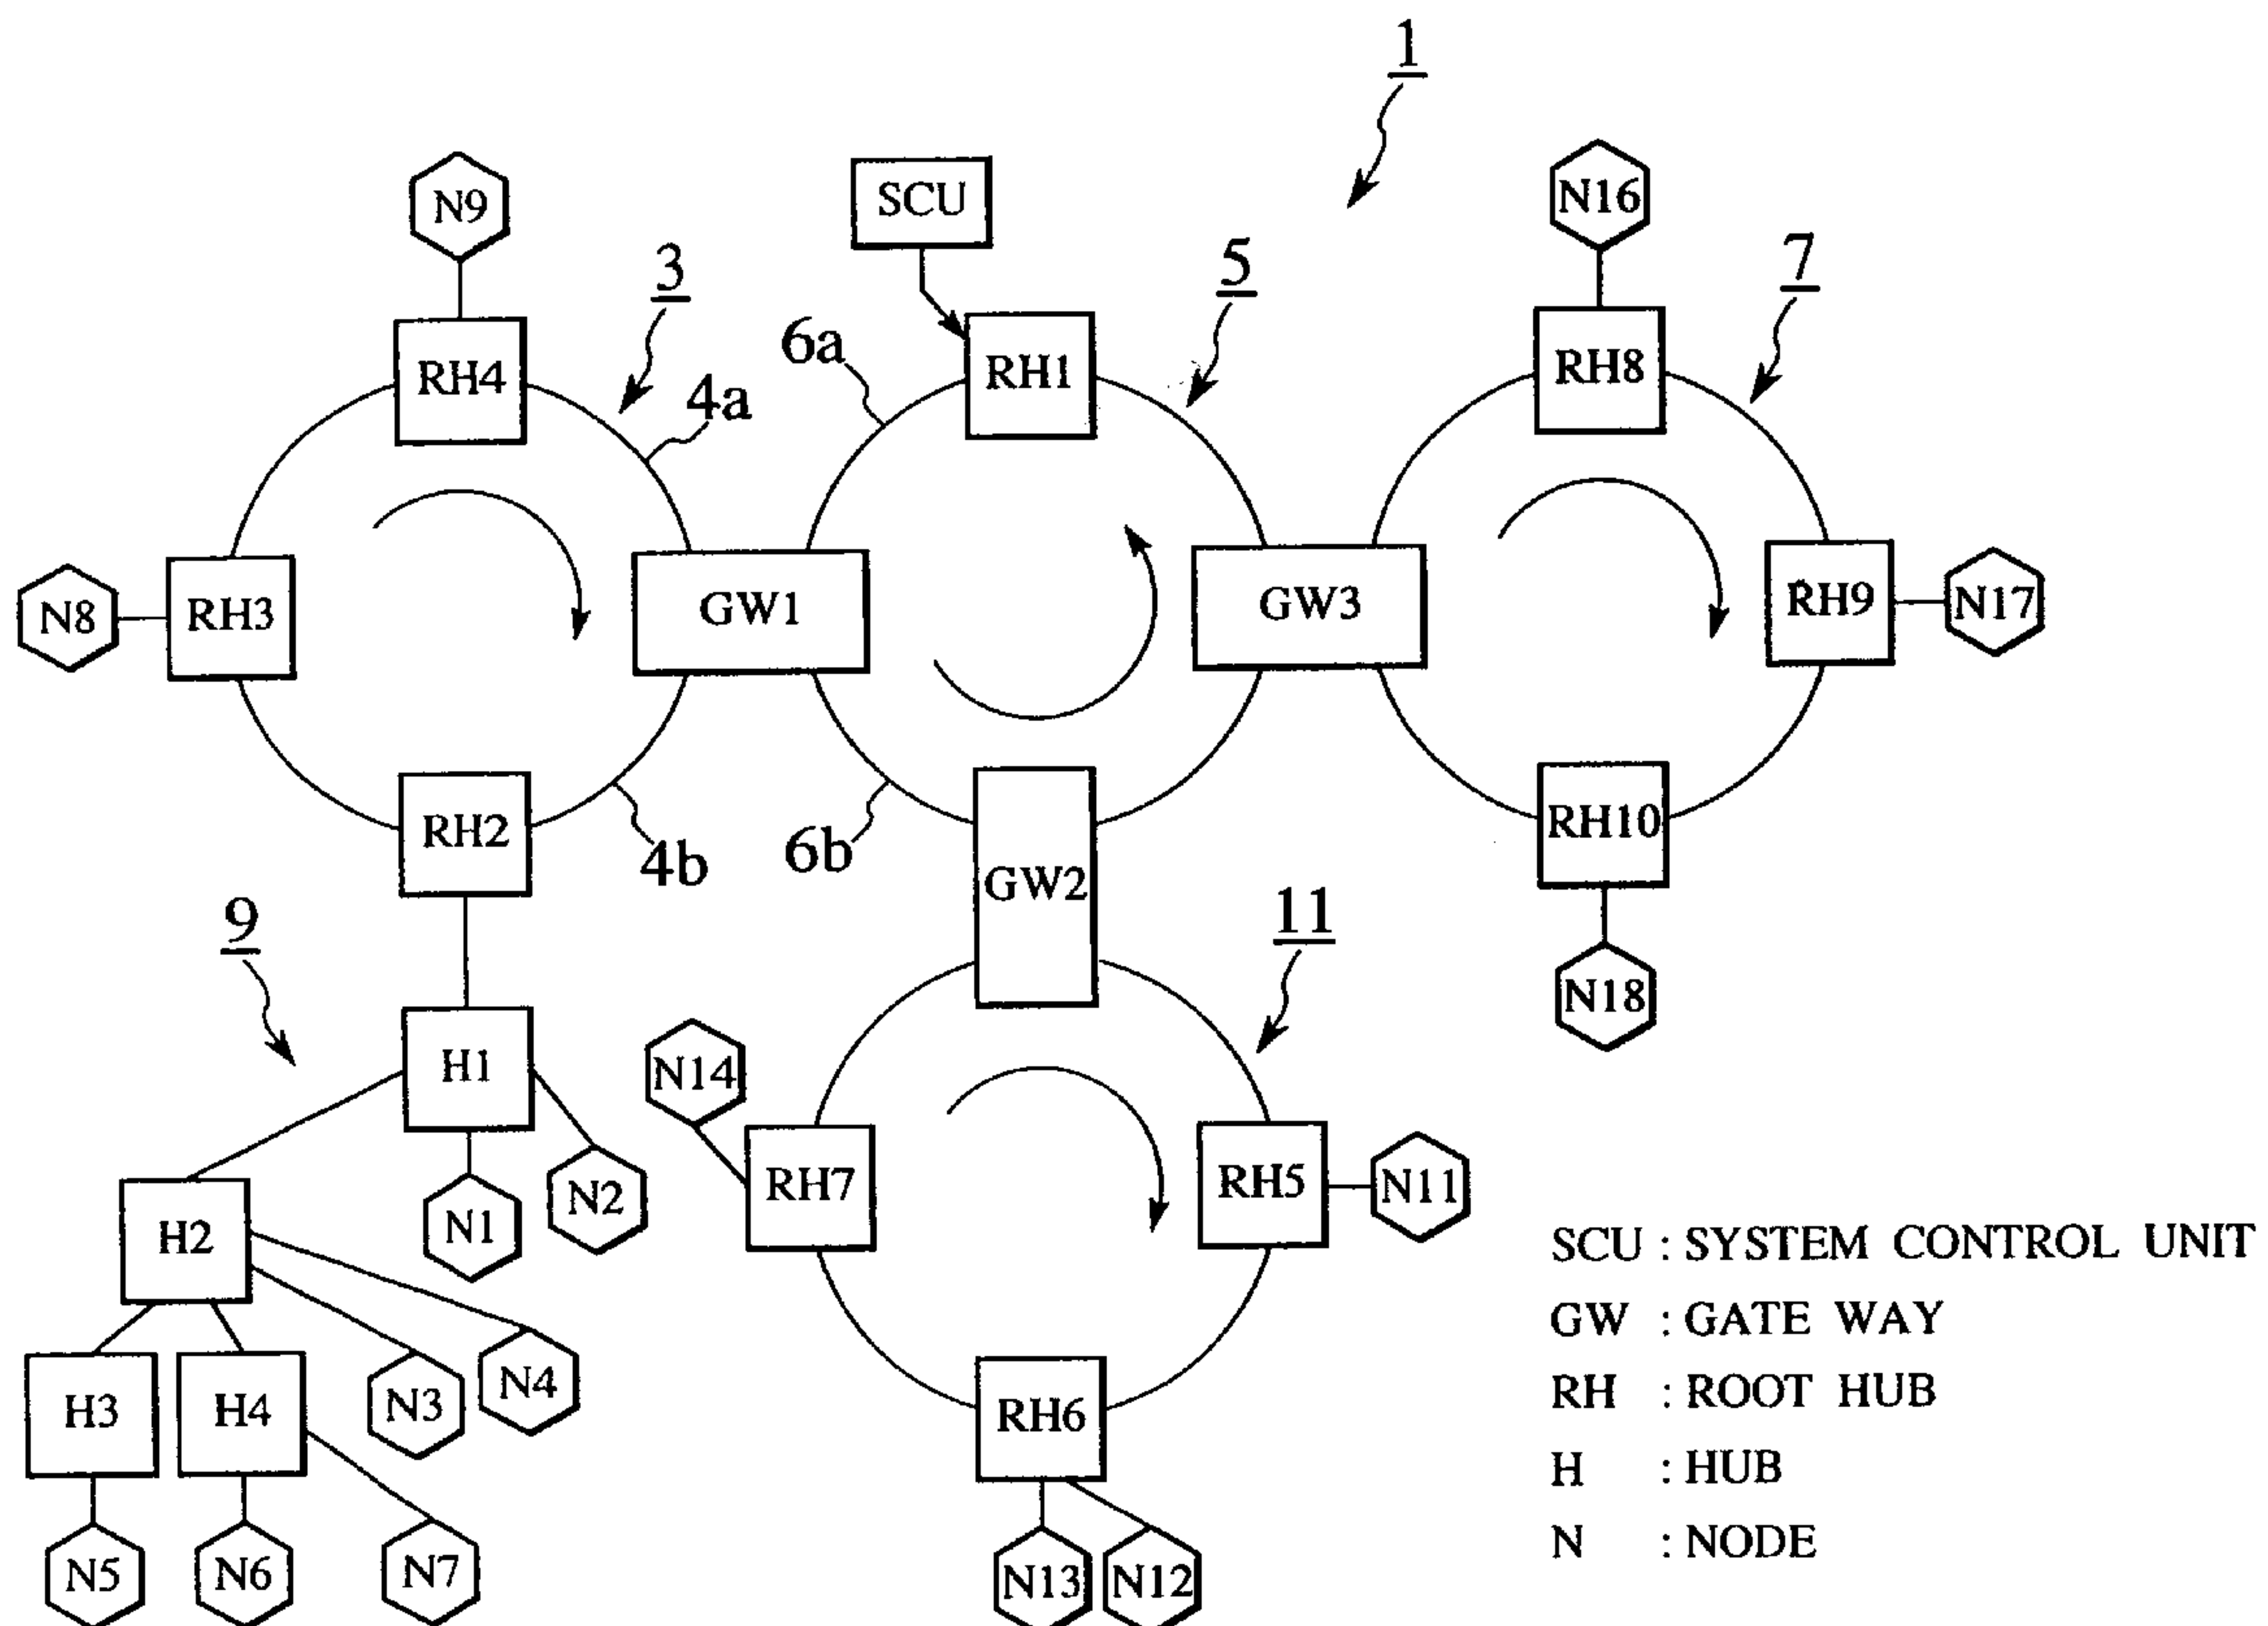 1
N9
SCU
N16
3
5
7
6a
RH4
RH1
RH8
4a
N8
RH3
GW1
GW3
RH9
N17
RH2
4b
6b
GW2
RH10
9
11
N18
H1
N14
N1
N2
RH7
RH5
N11
H2
SCU : SYSTEM CONTROL UNIT
GW : GATE WAY
RH : ROOT HUB
H : HUB
N : NODE
H3
H4
N3
N4
RH6
N5
N6
N7
N13
N12